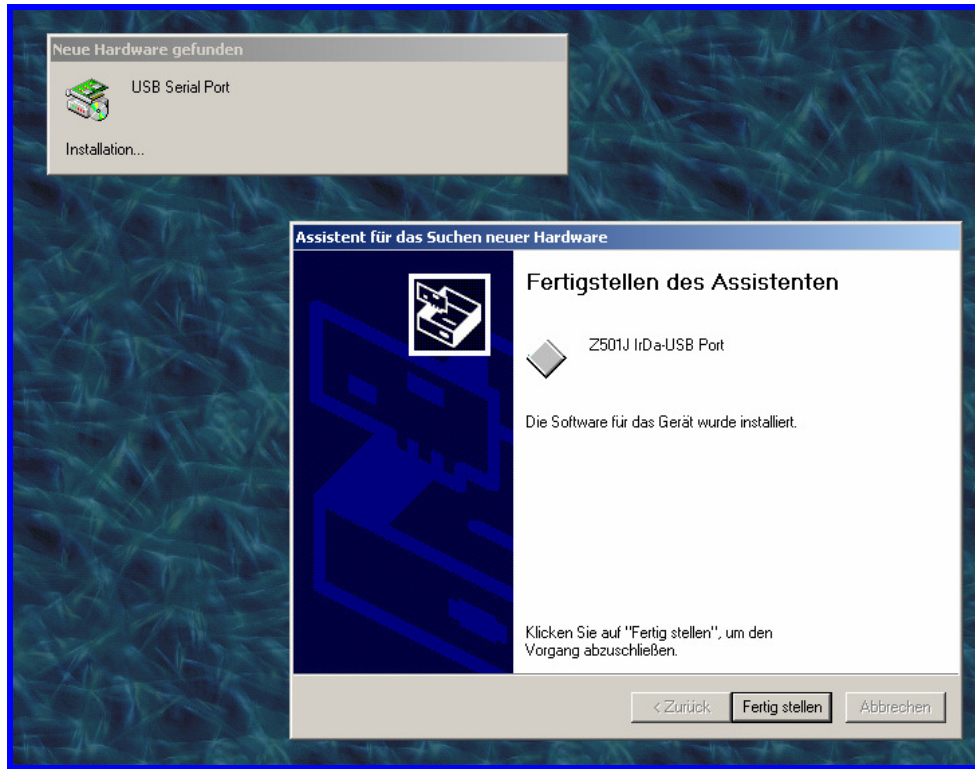 Neue Hardware gefunden
USB Serial Port
Installation...
Assistent für das Suchen neuer Hardware
Fertigstellen des Assistenten
Z501J IrDa-USB Port
Die Software für das Gerät wurde installiert.
Klicken Sie auf "Fertig stellen", um den
Vorgang abzuschließen.
< Zurück
Fertig stellen
Abbrechen